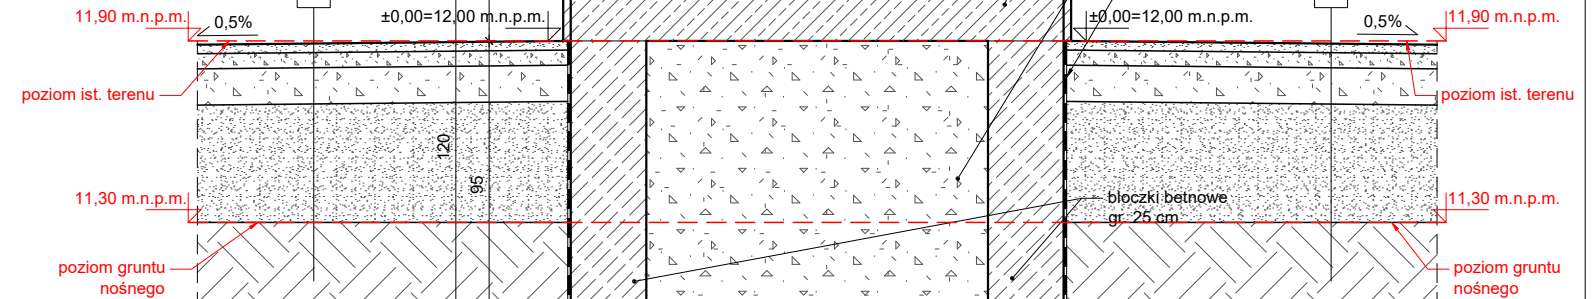 11,90 m.n.p.m.
0,5%
±0,00=12,00 m.n.p.m.
±0,00=12,00 m.n.p.m.
0,5%
11,90 m.n.p.m.
poziom ist. terenu
poziom ist. terenu
120
95
11,30 m.n.p.m.
bloczki betnowe
gr. 25 cm
11,30 m.n.p.m.
poziom gruntu
nośnego
poziom gruntu
nośnego